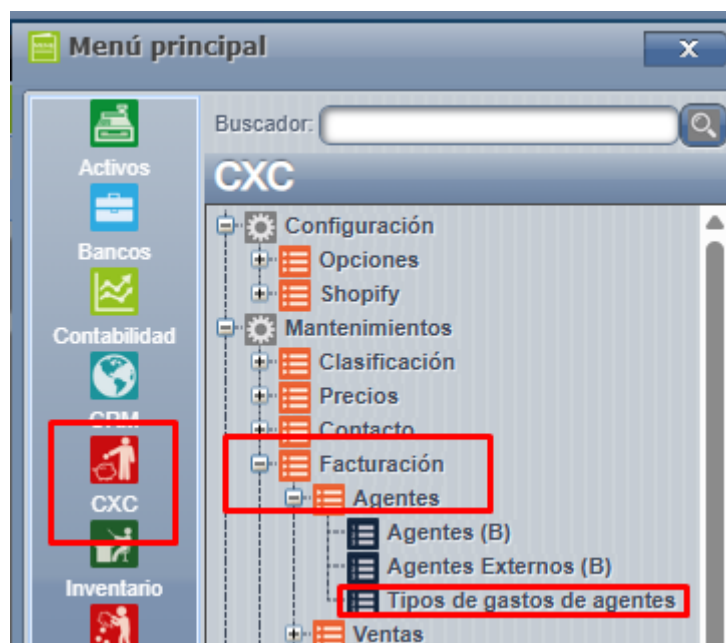 Menú principal
x
Activos
Bancos
Contabilidad
CRM
CXC
Inventario
Buscador:
CXC
Configuración
Opciones
Shopify
Mantenimientos
Clasificación
Precios
Contacto
Facturación
Agentes
Agentes (B)
Agentes Externos (B)
Tipos de gastos de agentes
Ventas